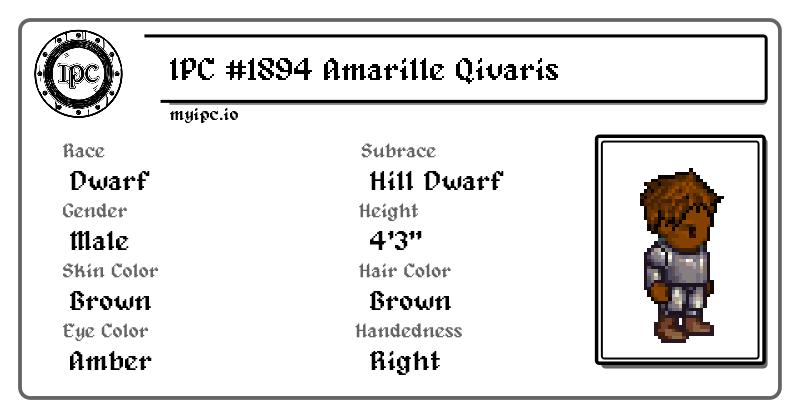 IPC
IPC #1894 Amarille Qivaris
myipc.io
Race
Subrace
Dwarf
Hill Dwarf
Gender
Height
Male
4'3"
Skin Color
Hair Color
Brown
Brown
Eye Color
Handedness
Amber
Right